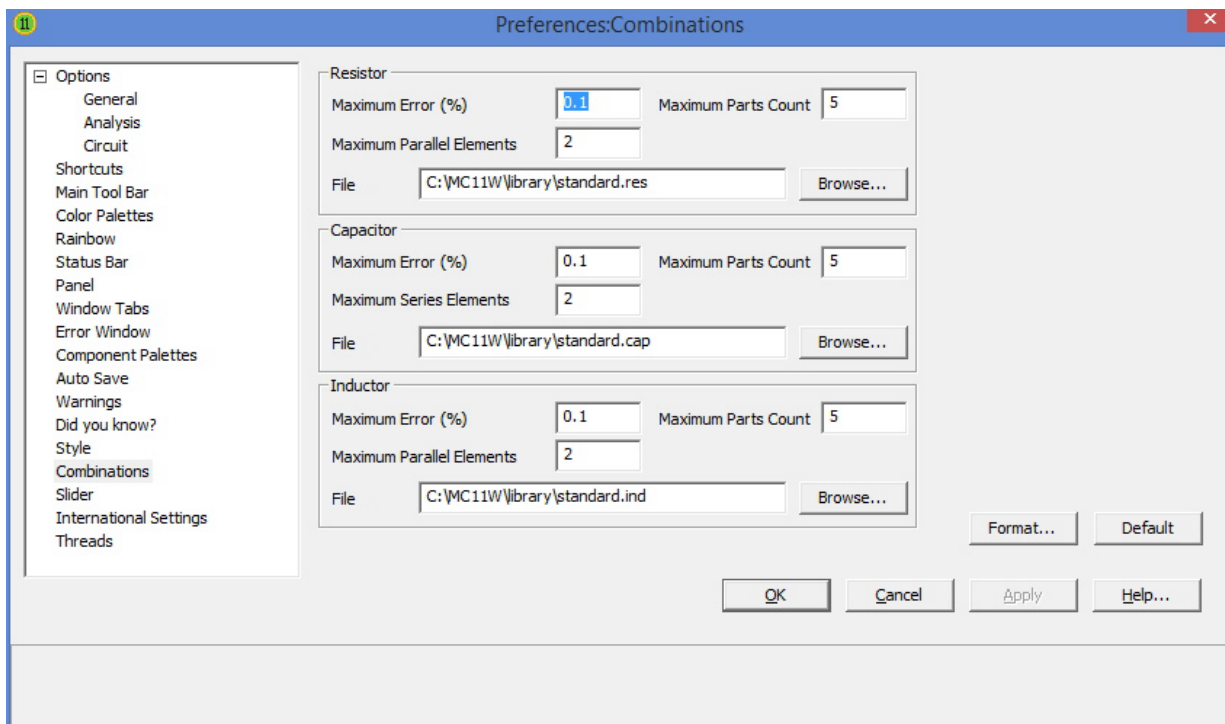 11
Preferences:Combinations
Options
General
Analysis
Circuit
Shortcuts
Main Tool Bar
Color Palettes
Rainbow
Status Bar
Panel
Window Tabs
Error Window
Component Palettes
Auto Save
Warnings
Did you know?
Style
Combinations
Slider
International Settings
Threads
Resistor
Maximum Error (%) 0.1 Maximum Parts Count 5
Maximum Parallel Elements 2
File C:\MC11W\library\standard.res Browse...
Capacitor
Maximum Error (%) 0.1 Maximum Parts Count 5
Maximum Series Elements 2
File C:\MC11W\library\standard.cap Browse...
Inductor
Maximum Error (%) 0.1 Maximum Parts Count 5
Maximum Parallel Elements 2
File C:\MC11W\library\standard.ind Browse...
Format... Default
OK Cancel Apply Help...